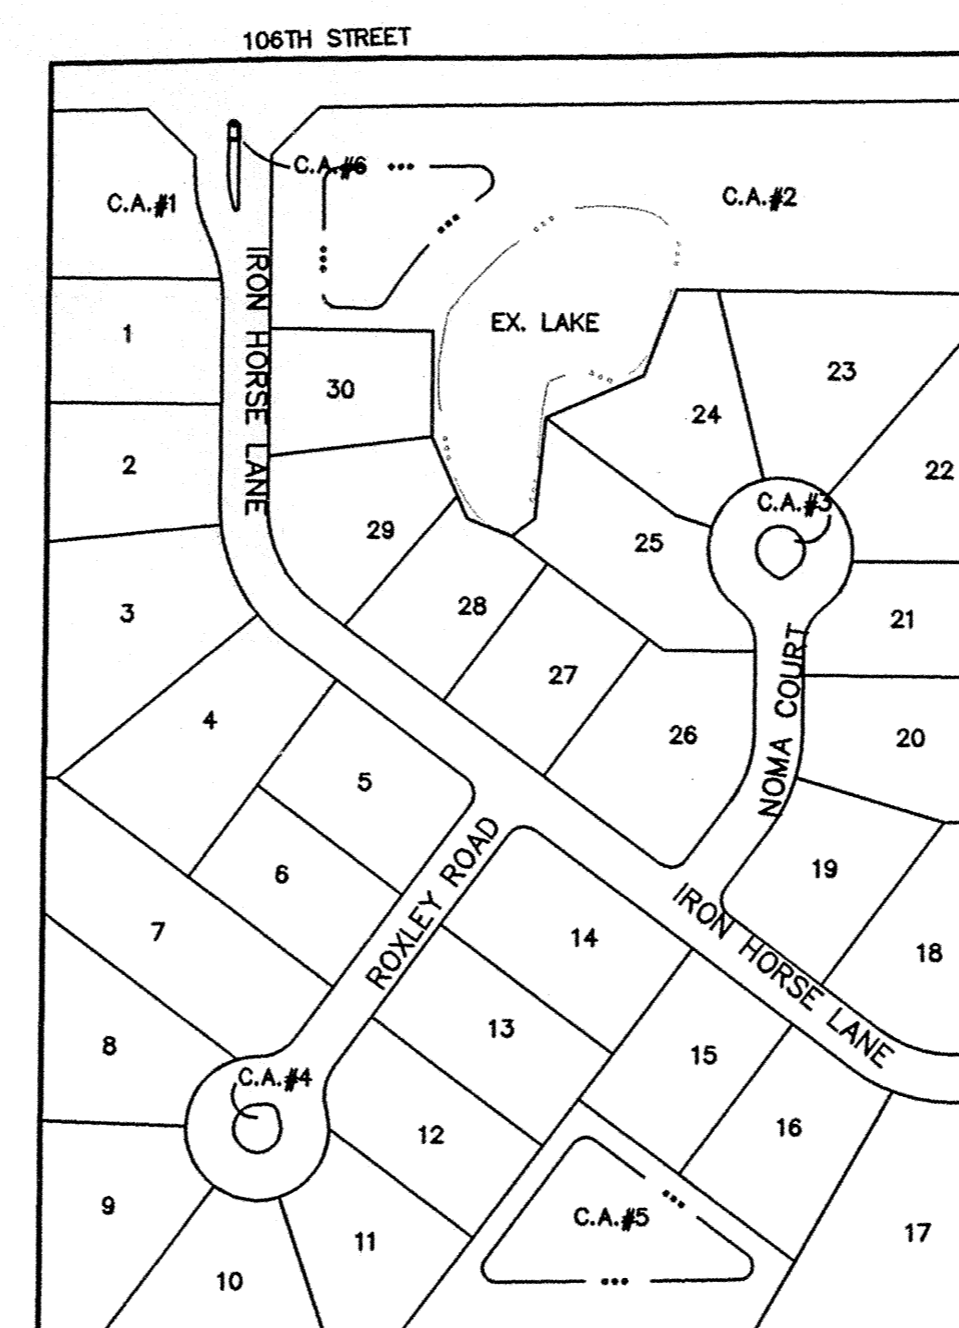 106TH STREET
C.A.#6
C.A.#1
C.A.#2
IRON HORSE LANE
EX. LAKE
1
30
23
24
2
22
C.A.#3
29
25
28
3
21
27
4
26
20
NOMA COURT
5
6
19
ROXLEY ROAD
7
14
IRON HORSE LANE
18
13
8
15
C.A.#4
12
16
9
C.A.#5
11
17
10